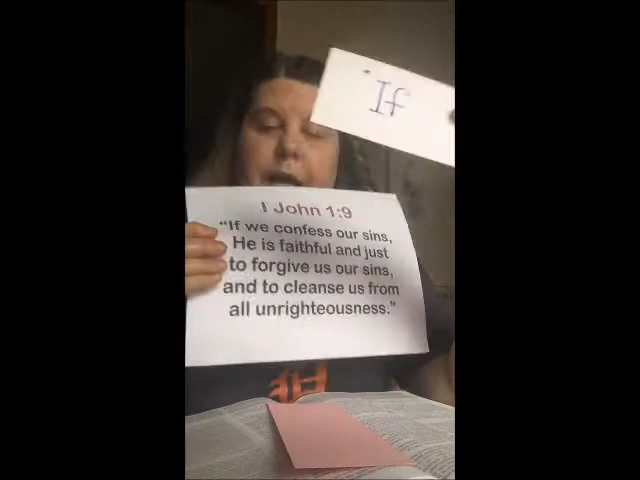 "If
I John 1:9
"If we confess our sins,
He is faithful and just
to forgive us our sins,
and to cleanse us from
all unrighteousness."